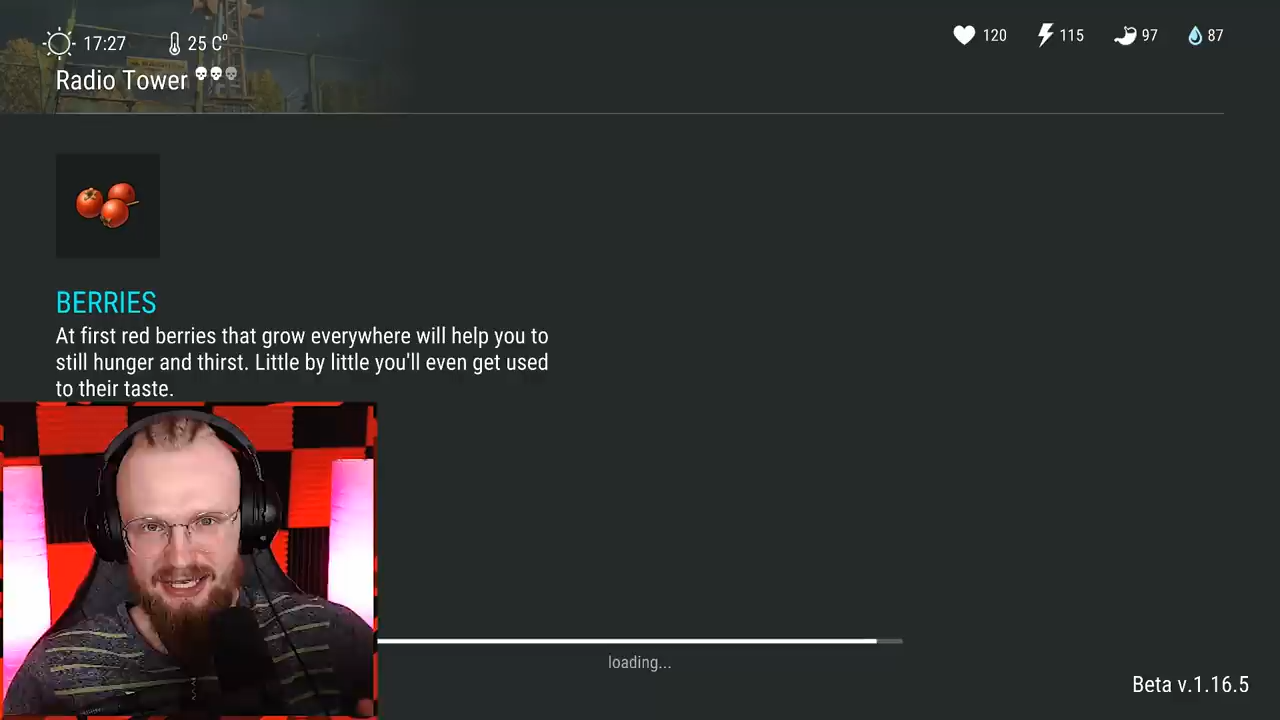 17:27 25 C°
120 115 97 87
Radio Tower
BERRIES
At first red berries that grow everywhere will help you to
still hunger and thirst. Little by little you'll even get used
to their taste.
loading...
Beta v.1.16.5